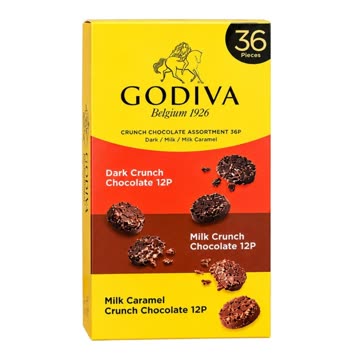 36
Pieces
GODIVA
Belgium 1926
CRUNCH CHOCOLATE ASSORTMENT 36P
Dark / Milk / Milk Caramel
Dark Crunch
Chocolate 12P
Milk Crunch
Chocolate 12P
Milk Caramel
Crunch Chocolate 12P
GODIVA